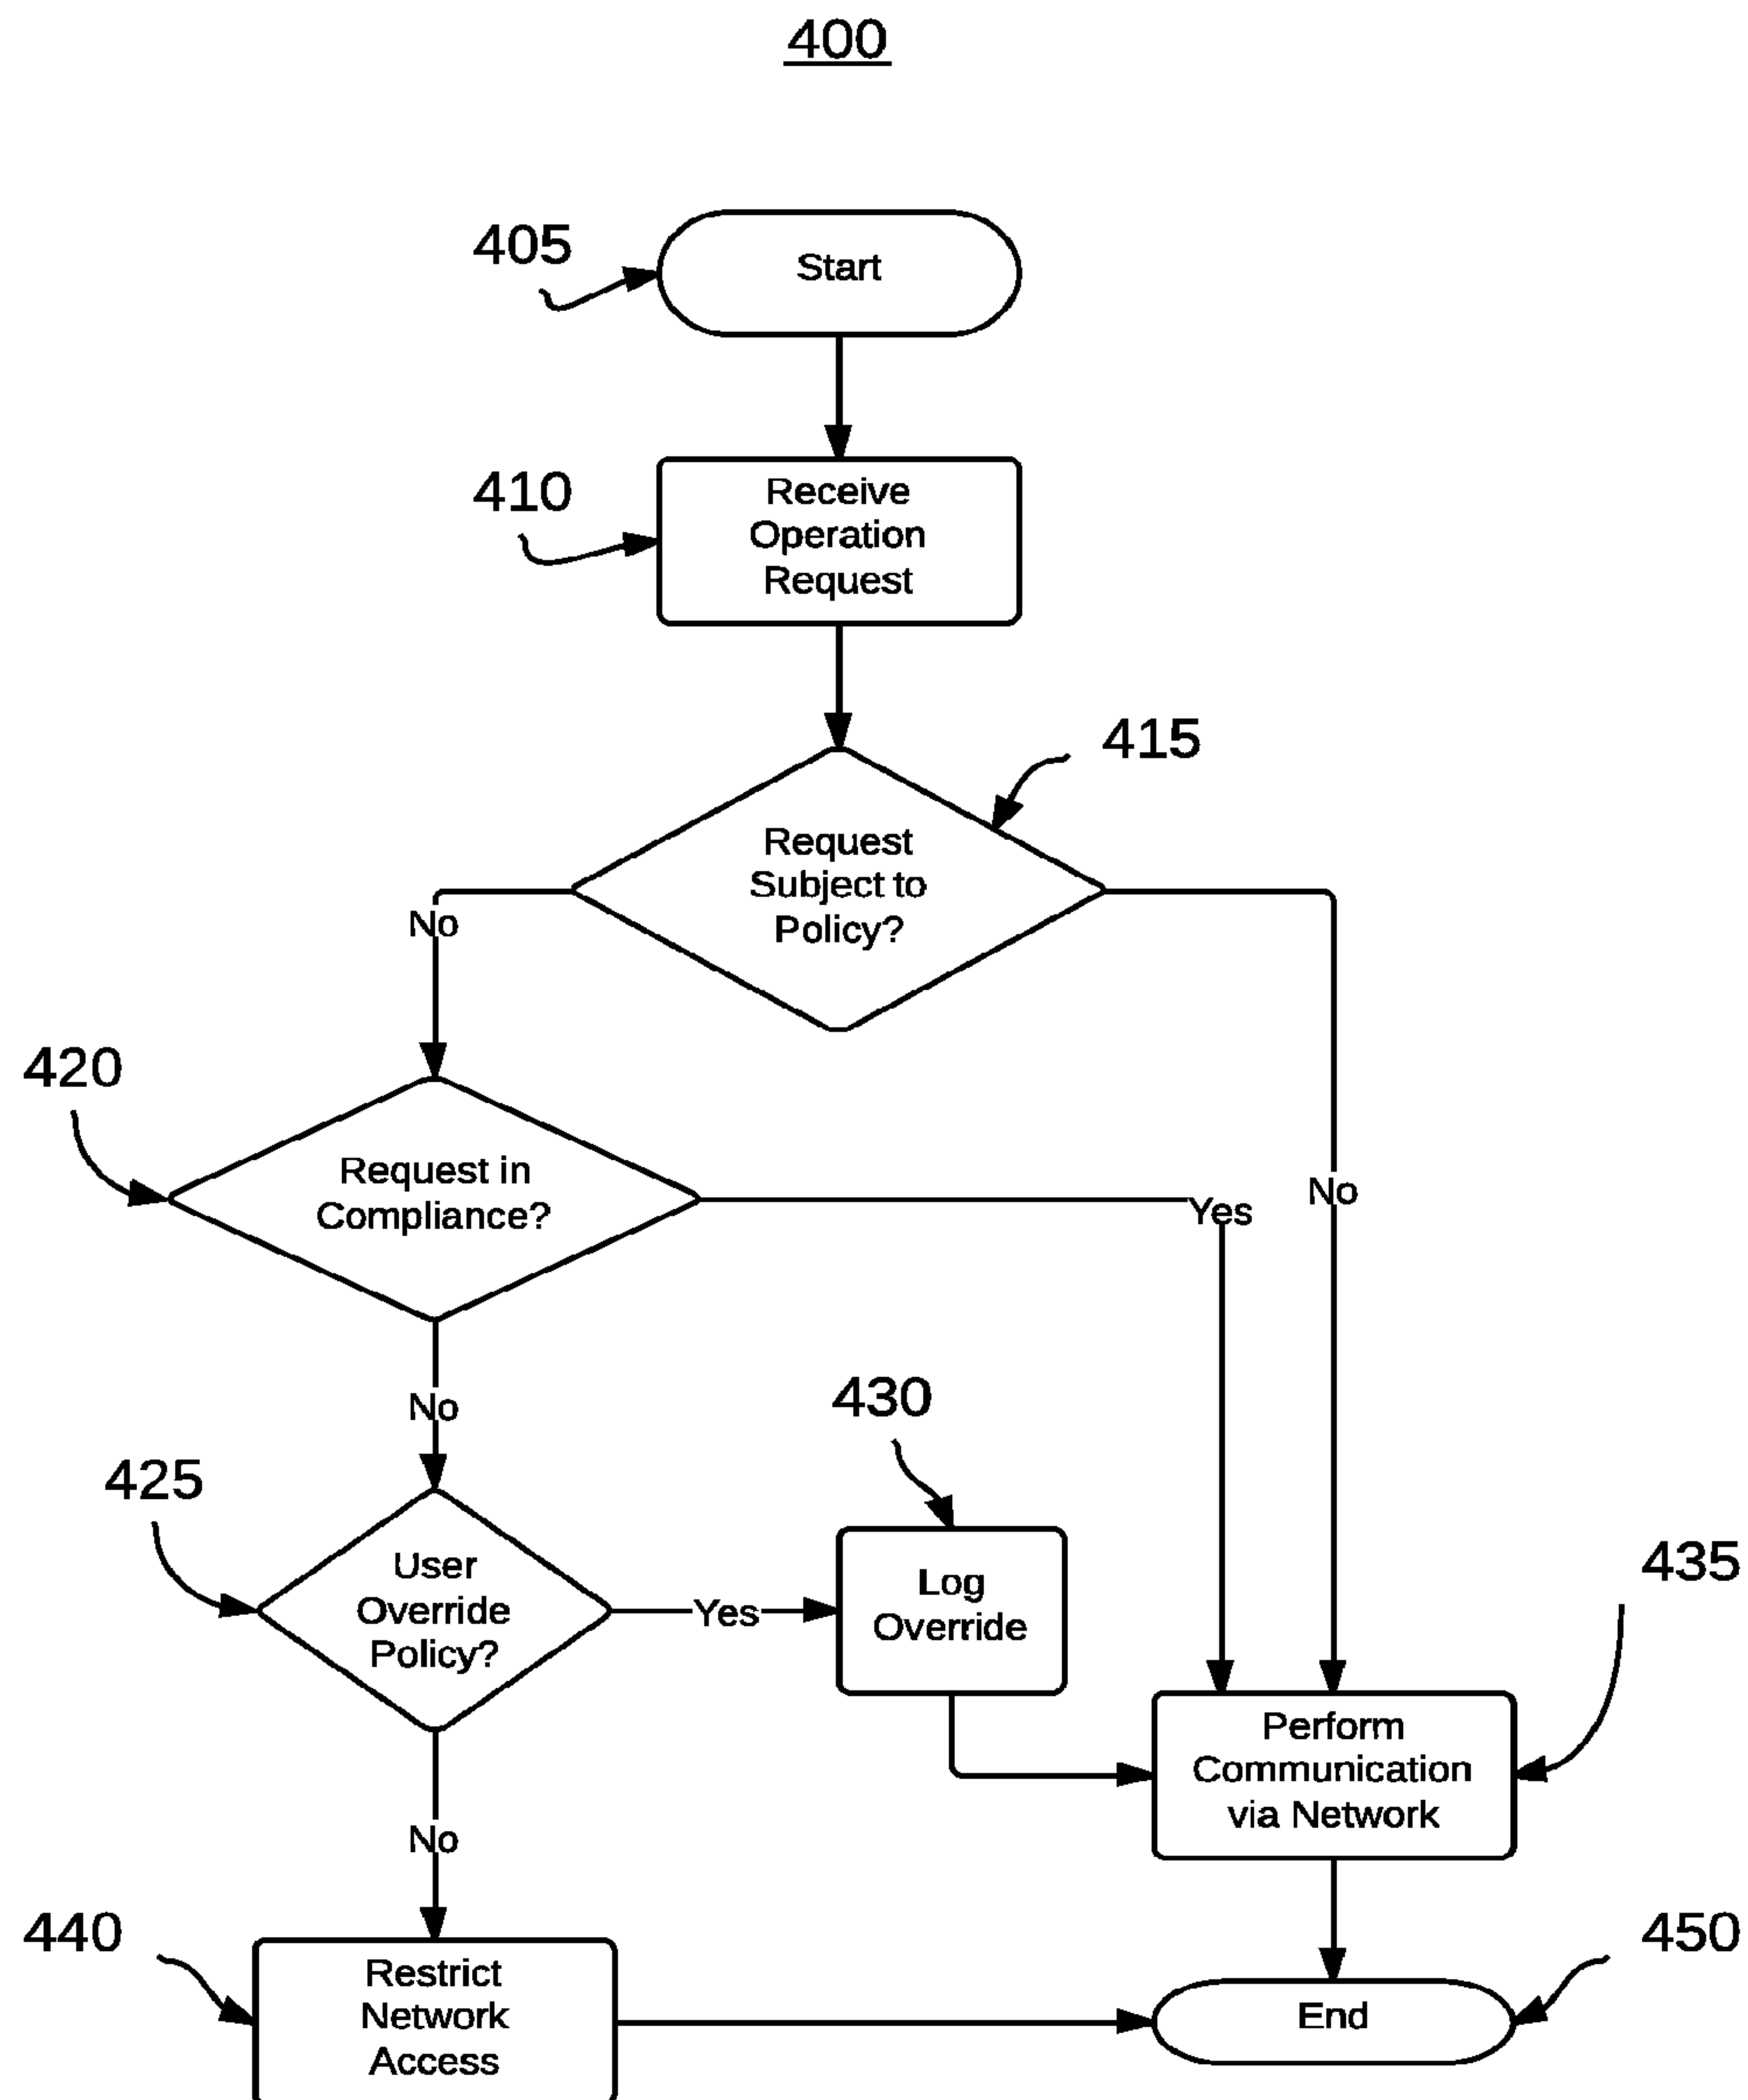 400
405
Start
410
Receive
Operation
Request
415
Request
Subject to
Policy?
No
420
Request in
Compliance?
Yes
No
No
430
425
User
Override
Policy?
Yes
Log
Override
435
Perform
Communication
via Network
No
440
Restrict
Network
Access
450
End